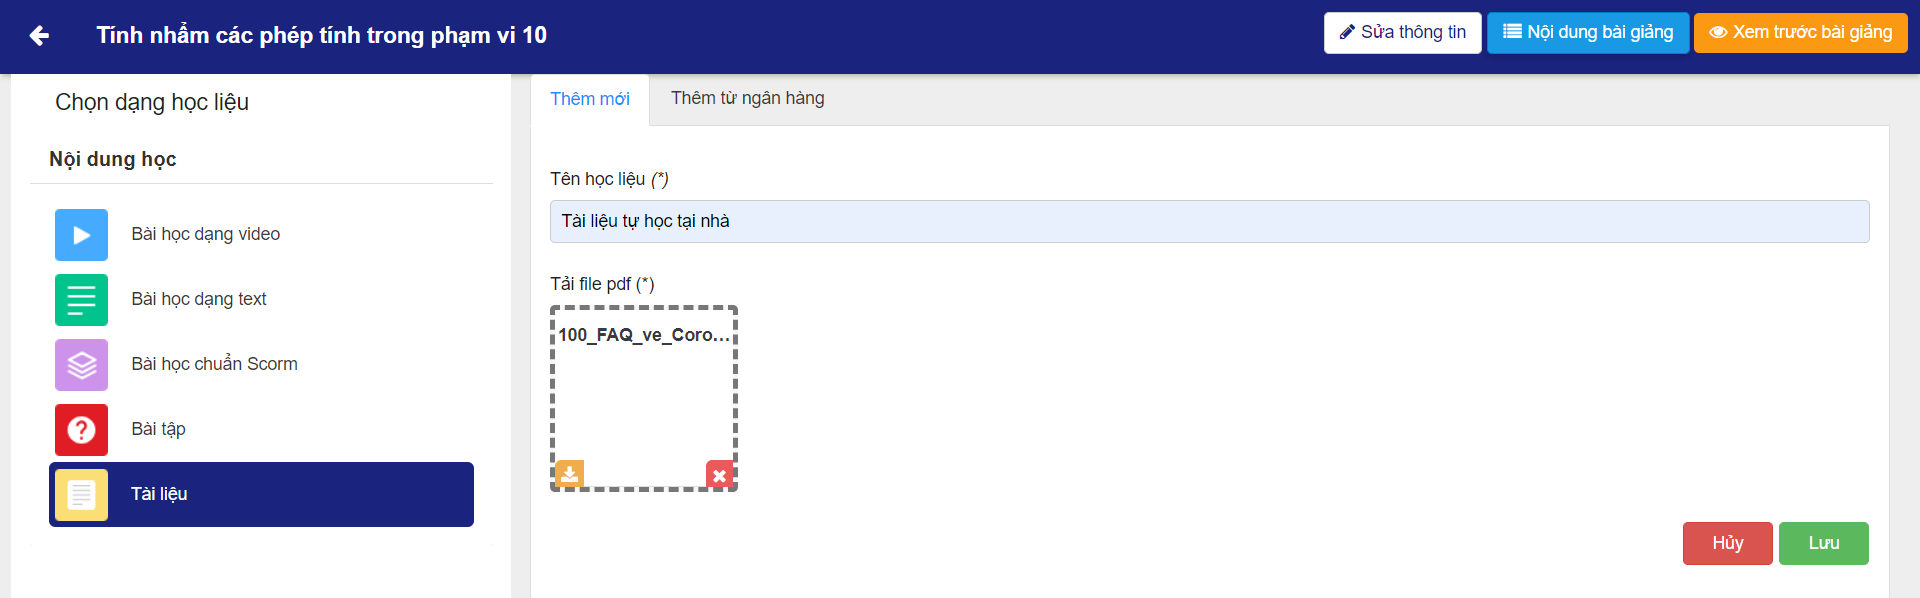 Tính nhẩm các phép tính trong phạm vi 10
Sửa thông tin
Nội dung bài giảng
Xem trước bài giảng
Chọn dạng học liệu
Nội dung học
Bài học dạng video
Bài học dạng text
Bài học chuẩn Scorm
Bài tập
Tài liệu
Thêm mới
Thêm từ ngân hàng
Tên học liệu (*)
Tài liệu tự học tại nhà
Tải file pdf (*)
100_FAQ_ve_Coro...
Hủy
Lưu